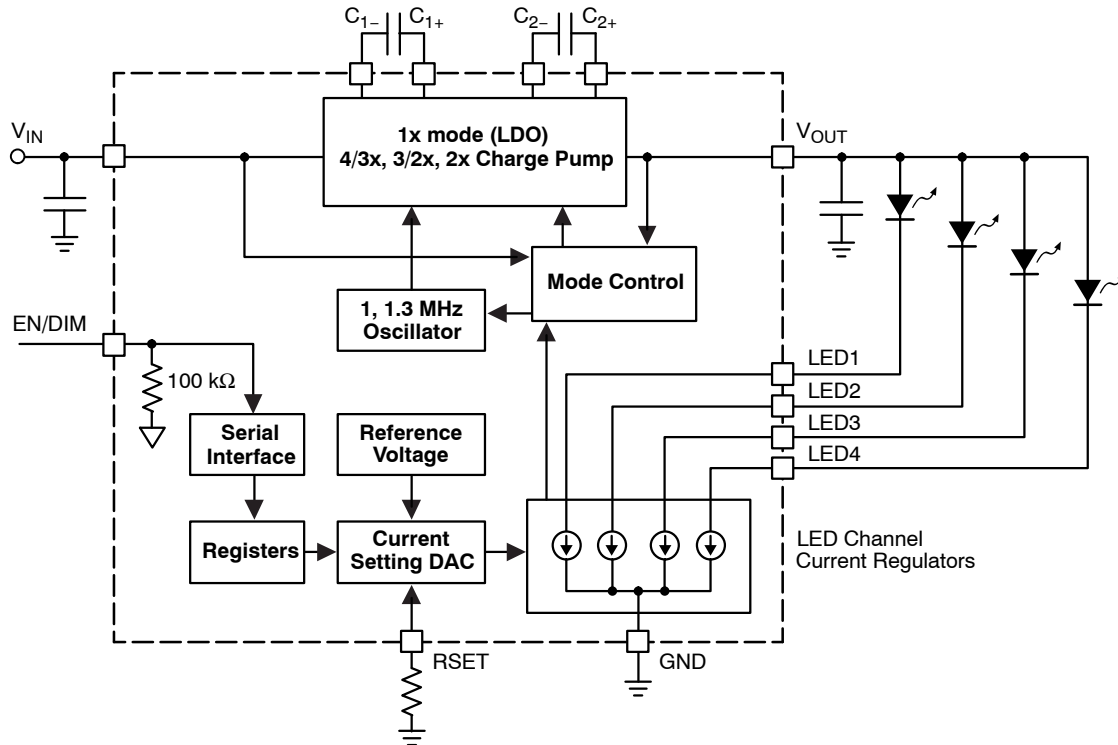 C1− C1+ C2− C2+
VIN
1x mode (LDO)
4/3x, 3/2x, 2x Charge Pump
VOUT
Mode Control
1, 1.3 MHz
Oscillator
EN/DIM
100 kΩ
LED1
LED2
LED3
LED4
Serial
Interface
Reference
Voltage
Registers
Current
Setting DAC
LED Channel
Current Regulators
RSET
GND